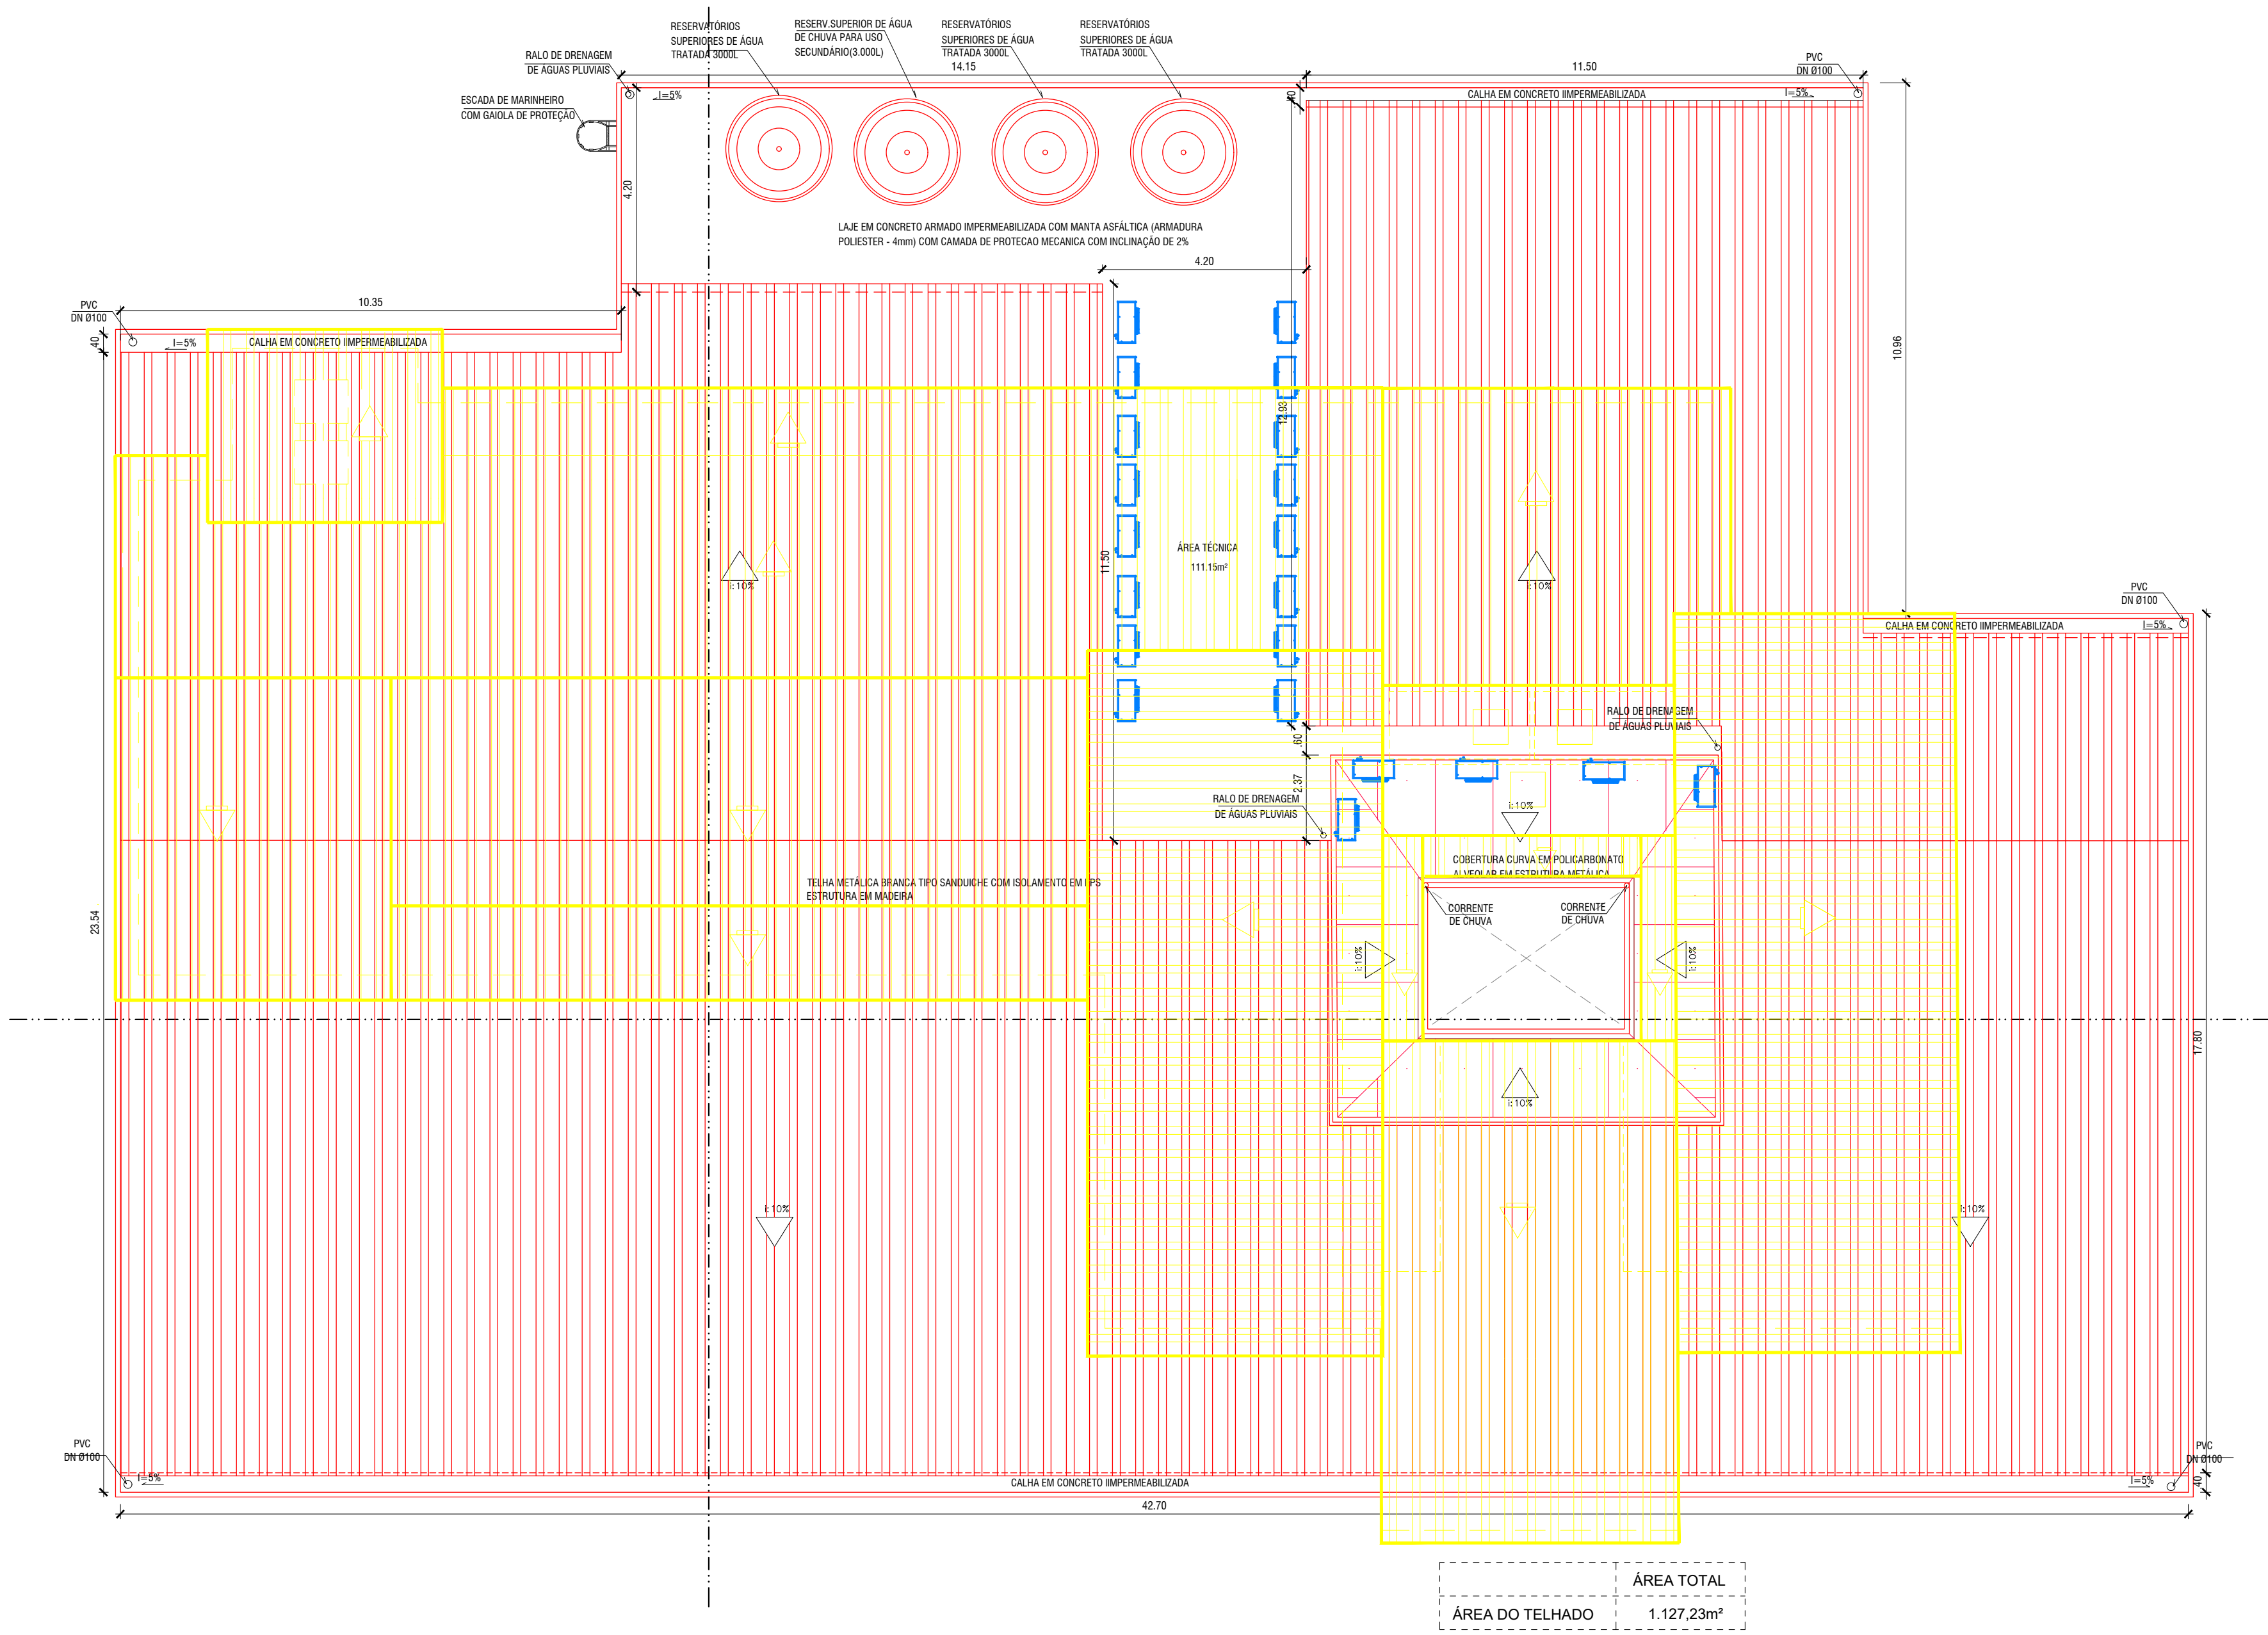 RESERVATÓRIOS
SUPERIORES DE ÁGUA
TRATADA 3000L
RESERV.SUPERIOR DE ÁGUA
DE CHUVA PARA USO
SECUNDÁRIO(3.000L)
RESERVATÓRIOS
SUPERIORES DE ÁGUA
TRATADA 3000L
RESERVATÓRIOS
SUPERIORES DE ÁGUA
TRATADA 3000L
RALO DE DRENAGEM
DE ÁGUAS PLUVIAIS
14.15
11.50
PVC
DN Ø100
ESCADA DE MARINHEIRO
COM GAIOLA DE PROTEÇÃO
I=5%
.40
CALHA EM CONCRETO IIMPERMEABILIZADA
I=5%
4.20
LAJE EM CONCRETO ARMADO IMPERMEABILIZADA COM MANTA ASFÁLTICA (ARMADURA
POLIESTER - 4mm) COM CAMADA DE PROTECAO MECANICA COM INCLINAÇÃO DE 2%
4.20
10.35
PVC
DN Ø100
.40
I=5%
CALHA EM CONCRETO IIMPERMEABILIZADA
10.96
12.93
11.50
ÁREA TÉCNICA
111.15m²
i:10%
i:10%
PVC
DN Ø100
CALHA EM CONCRETO IIMPERMEABILIZADA
I=5%
RALO DE DRENAGEM
DE ÁGUAS PLUVIAIS
.60
2.37
RALO DE DRENAGEM
DE ÁGUAS PLUVIAIS
i:10%
COBERTURA CURVA EM POLICARBONATO
ALVEOLAR EM ESTRUTURA METÁLICA
TELHA METÁLICA BRANCA TIPO SANDUICHE COM ISOLAMENTO EM EPS
ESTRUTURA EM MADEIRA
CORRENTE
DE CHUVA
CORRENTE
DE CHUVA
23.54
i:10%
i:10%
17.80
i:10%
i:10%
i:10%
PVC
DN Ø100
I=5%
CALHA EM CONCRETO IIMPERMEABILIZADA
I=5%
PVC
DN Ø100
.40
42.70
ÁREA TOTAL
ÁREA DO TELHADO
1.127,23m²